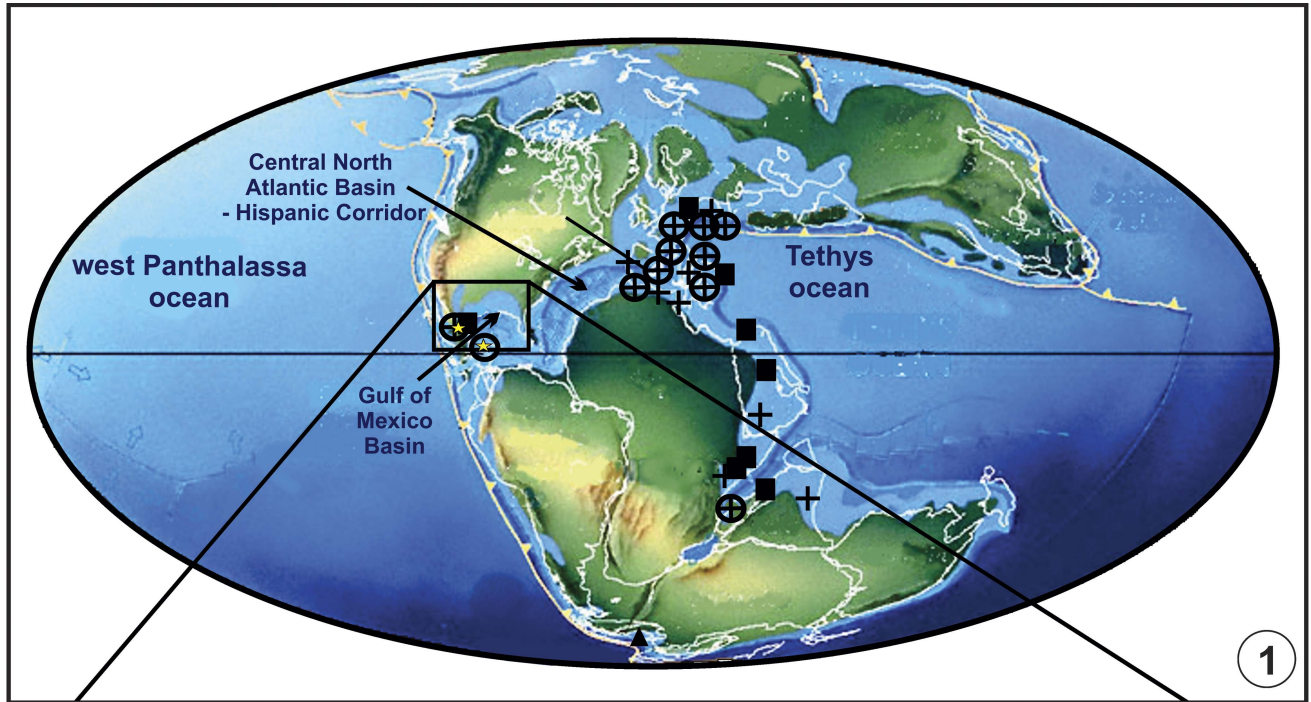 Central North
Atlantic Basin
- Hispanic Corridor
west Panthalassa
ocean
Tethys
ocean
Gulf of
Mexico
Basin
1